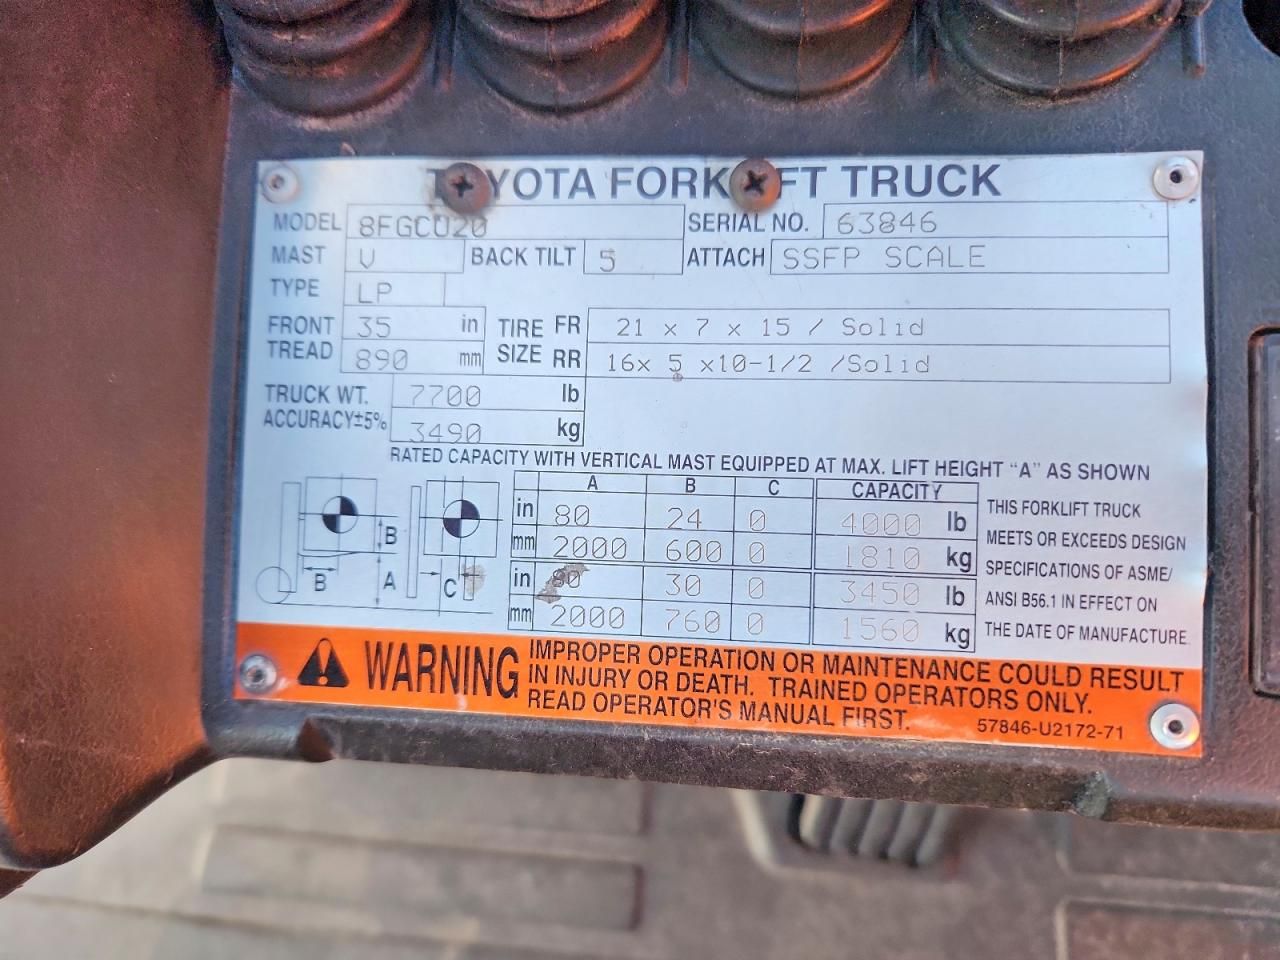 TOYOTA FORKLIFT TRUCK
MODEL 8FGCU20 SERIAL NO. 63846
MAST V BACK TILT 5 ATTACH SSFP SCALE
TYPE LP
FRONT TREAD 35 in TIRE SIZE FR 21 x 7 x 15 / Solid
890 mm RR 16x 5 x10-1/2 /Solid
TRUCK WT. 7700 lb
ACCURACY±5% 3490 kg
RATED CAPACITY WITH VERTICAL MAST EQUIPPED AT MAX. LIFT HEIGHT "A" AS SHOWN
A B C CAPACITY
in 80 24 0 4000 lb
mm 2000 600 0 1810 kg
in 80 30 0 3450 lb
mm 2000 760 0 1560 kg
B
B
A
C
THIS FORKLIFT TRUCK
MEETS OR EXCEEDS DESIGN
SPECIFICATIONS OF ASME/
ANSI B56.1 IN EFFECT ON
THE DATE OF MANUFACTURE.
WARNING
IMPROPER OPERATION OR MAINTENANCE COULD RESULT
IN INJURY OR DEATH. TRAINED OPERATORS ONLY.
READ OPERATOR'S MANUAL FIRST. 57846-U2172-71